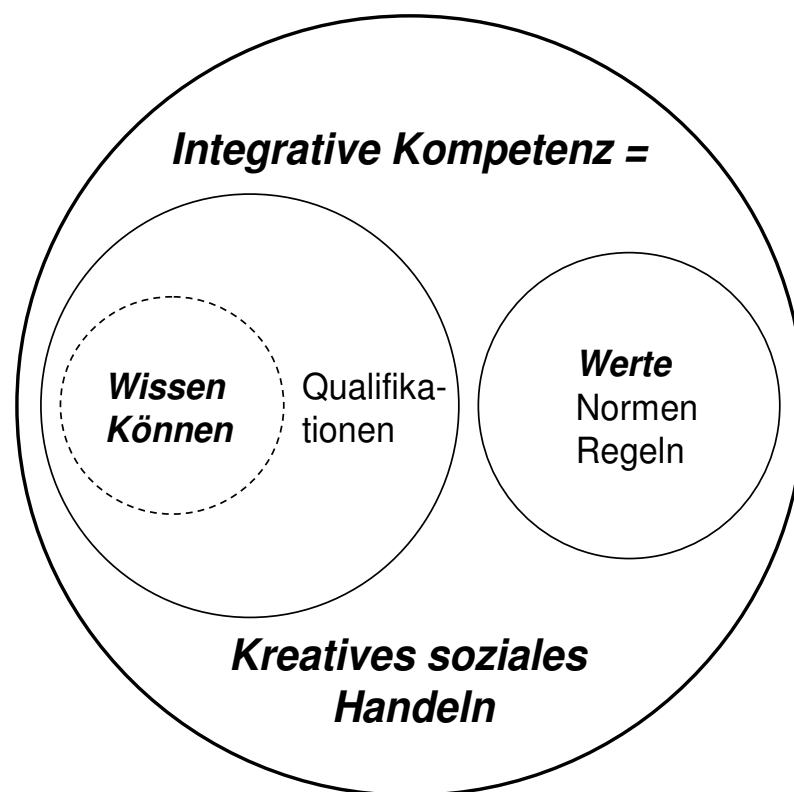 Integrative Kompetenz =
Wissen
Können
Qualifika-
tionen
Werte
Normen
Regeln
Kreatives soziales
Handeln